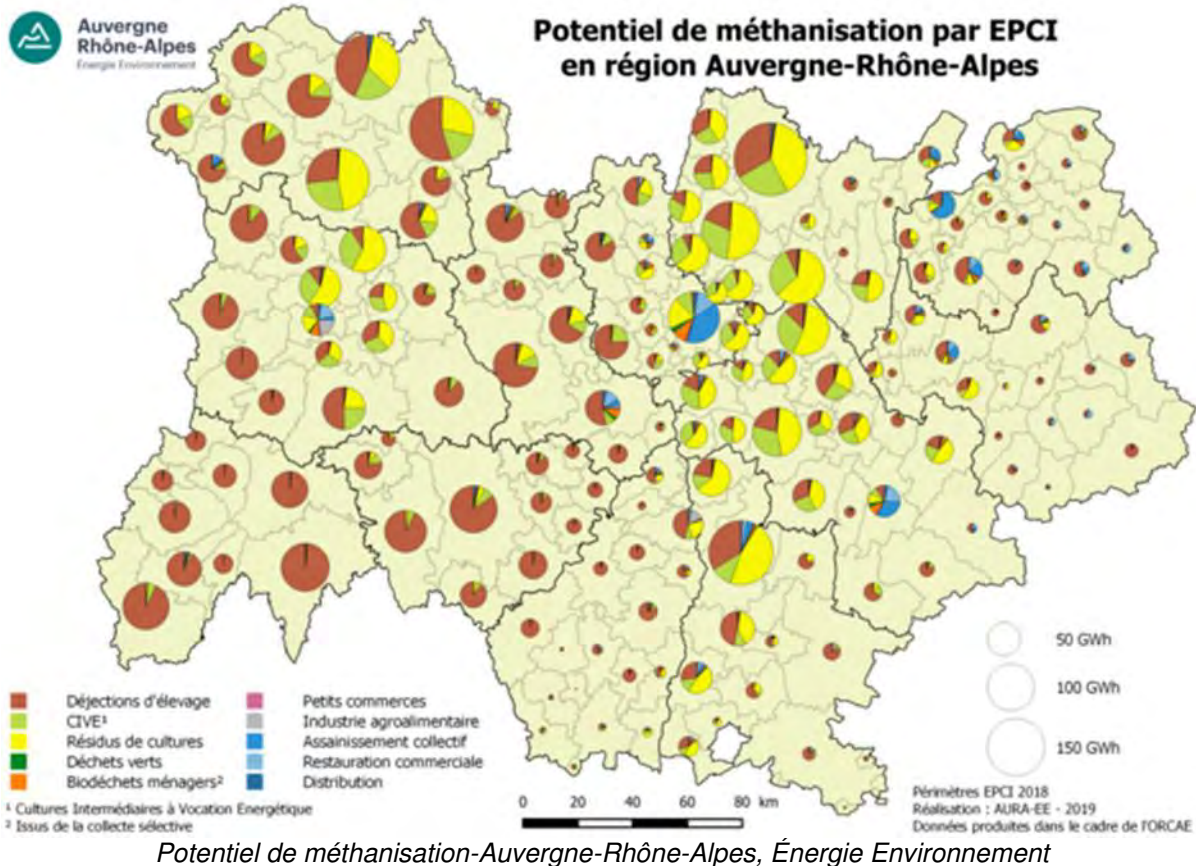 Auvergne
Rhône-Alpes
Énergie Environnement
Potentiel de méthanisation par EPCI
en région Auvergne-Rhône-Alpes
Déjections d'élevage
CIVE¹
Résidus de cultures
Déchets verts
Biodéchets ménagers²
Petits commerces
Industrie agroalimentaire
Assainissement collectif
Restauration commerciale
Distribution
¹ Cultures Intermédiaires à Vocation Energétique
² Issus de la collecte sélective
0 20 40 60 80 km
50 GWh
100 GWh
150 GWh
Périmètres EPCI 2018
Réalisation : AURA-EE - 2019
Données produites dans le cadre de l'ORCAE
Potentiel de méthanisation-Auvergne-Rhône-Alpes, Énergie Environnement